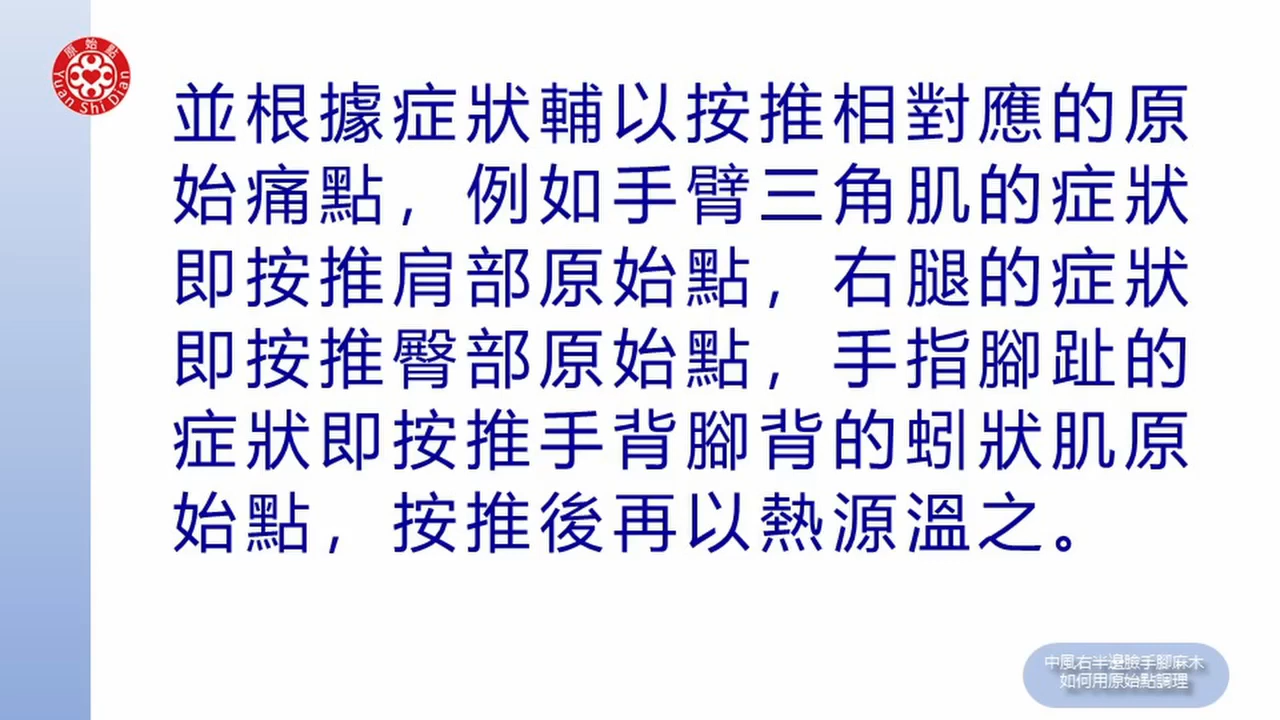 原始點
Yuan Shi Dian
並根據症狀輔以按推相對應的原
始痛點，例如手臂三角肌的症狀
即按推肩部原始點，右腿的症狀
即按推臀部原始點，手指腳趾的
症狀即按推手背腳背的蚓狀肌原
始點，按推後再以熱源溫之。
中風右半邊臉手腳麻木
如何用原始點調理